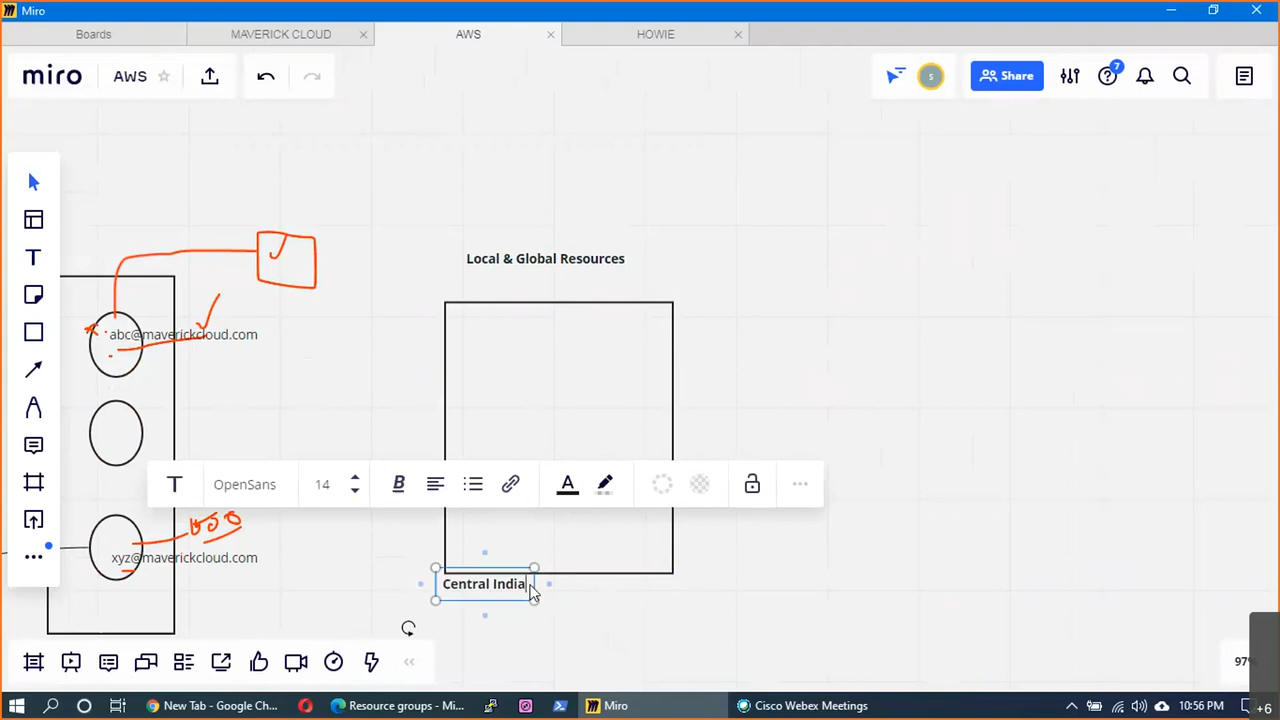 Miro
Boards
MAVERICK CLOUD
AWS
HOWIE
miro
AWS
S
Share
7
Local & Global Resources
abc@maverickcloud.com
T
T
OpenSans
14
B
A
100
xyz@maverickcloud.com
Central India
97%
New Tab - Google Ch...
Resource groups - Mi...
Miro
Cisco Webex Meetings
10:56 PM
+6